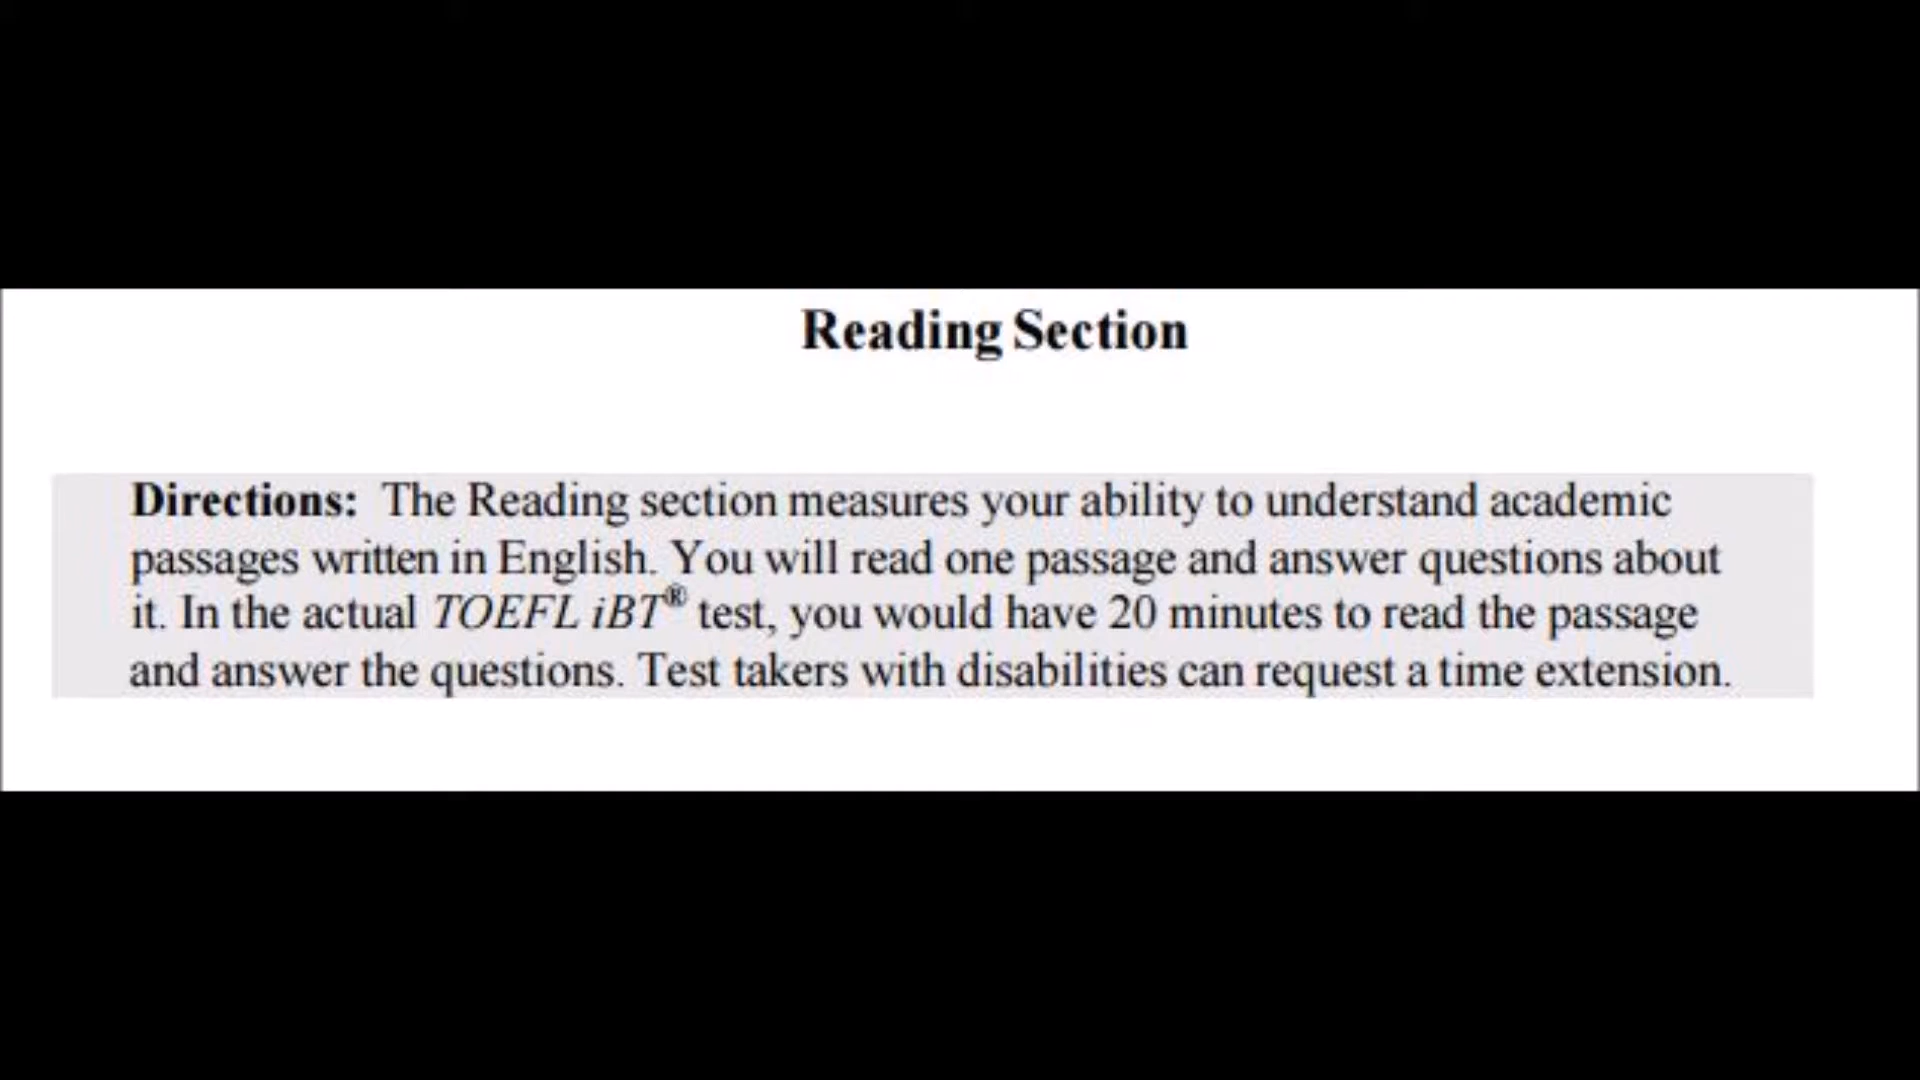 Reading Section
Directions: The Reading section measures your ability to understand academic
passages written in English. You will read one passage and answer questions about
it. In the actual TOEFL iBT® test, you would have 20 minutes to read the passage
and answer the questions. Test takers with disabilities can request a time extension.